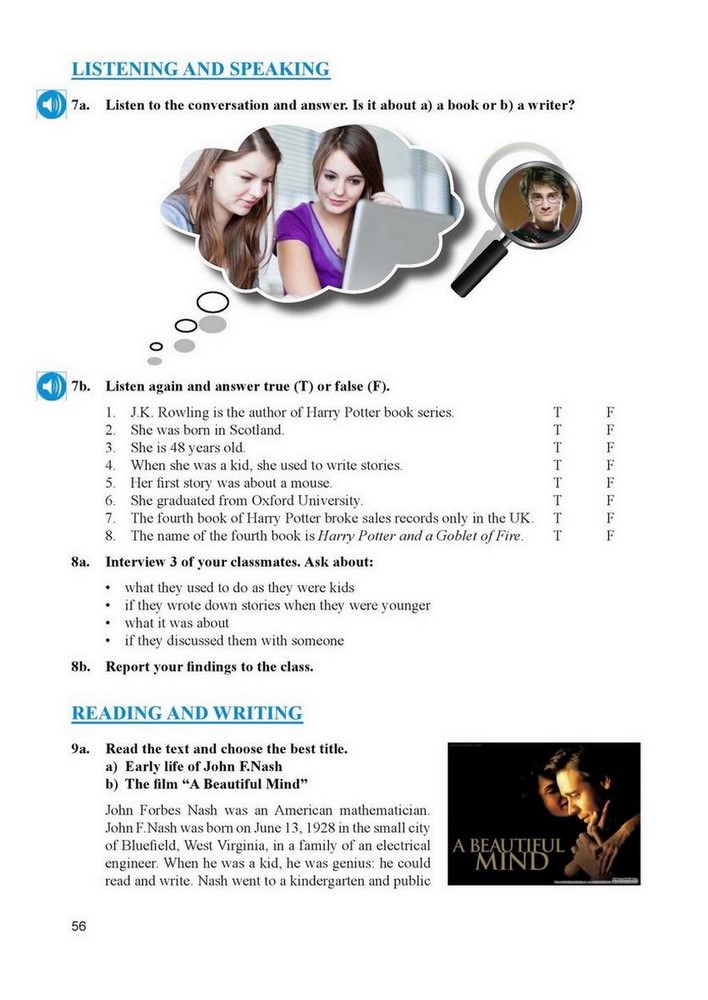 LISTENING AND SPEAKING
7a. Listen to the conversation and answer. Is it about a) a book or b) a writer?
7b. Listen again and answer true (T) or false (F).
1. J.K. Rowling is the author of Harry Potter book series. T F
2. She was born in Scotland. T F
3. She is 48 years old. T F
4. When she was a kid, she used to write stories. T F
5. Her first story was about a mouse. T F
6. She graduated from Oxford University. T F
7. The fourth book of Harry Potter broke sales records only in the UK. T F
8. The name of the fourth book is Harry Potter and a Goblet of Fire. T F
8a. Interview 3 of your classmates. Ask about:
• what they used to do as they were kids
• if they wrote down stories when they were younger
• what it was about
• if they discussed them with someone
8b. Report your findings to the class.
READING AND WRITING
9a. Read the text and choose the best title.
a) Early life of John F.Nash
b) The film “A Beautiful Mind”
John Forbes Nash was an American mathematician.
John F.Nash was born on June 13, 1928 in the small city
of Bluefield, West Virginia, in a family of an electrical
engineer. When he was a kid, he was genius: he could
read and write. Nash went to a kindergarten and public
A BEAUTIFUL
MIND
56